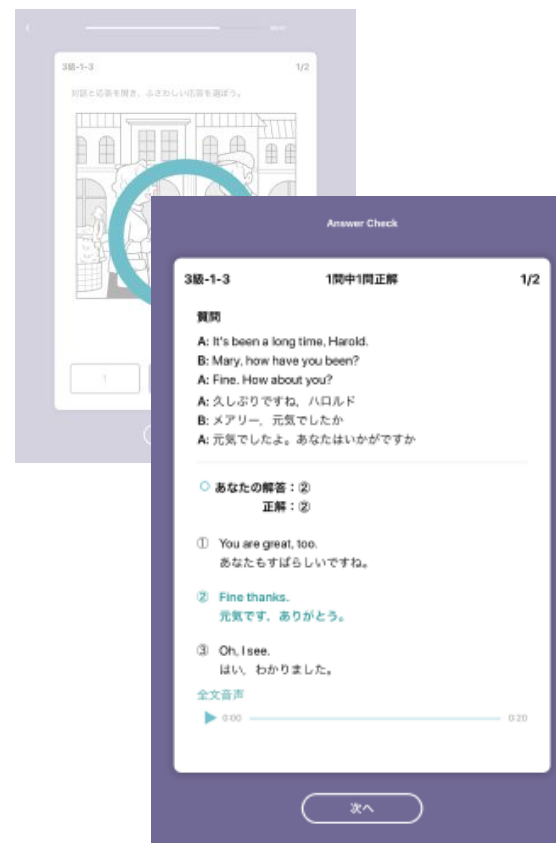 3級-1-3 1/2
対話と応答を聞き、ふさわしい応答を選ぼう。
1
Answer Check
3級-1-3 1問中1問正解 1/2
質問
A: It's been a long time, Harold.
B: Mary, how have you been?
A: Fine. How about you?
A: 久しぶりですね，ハロルド
B: メアリー，元気でしたか
A: 元気でしたよ。あなたはいかがですか
あなたの解答：②
正解：②
① You are great, too.
あなたもすばらしいですね。
② Fine thanks.
元気です，ありがとう。
③ Oh, I see.
はい，わかりました。
全文音声
0:00 0:20
次へ